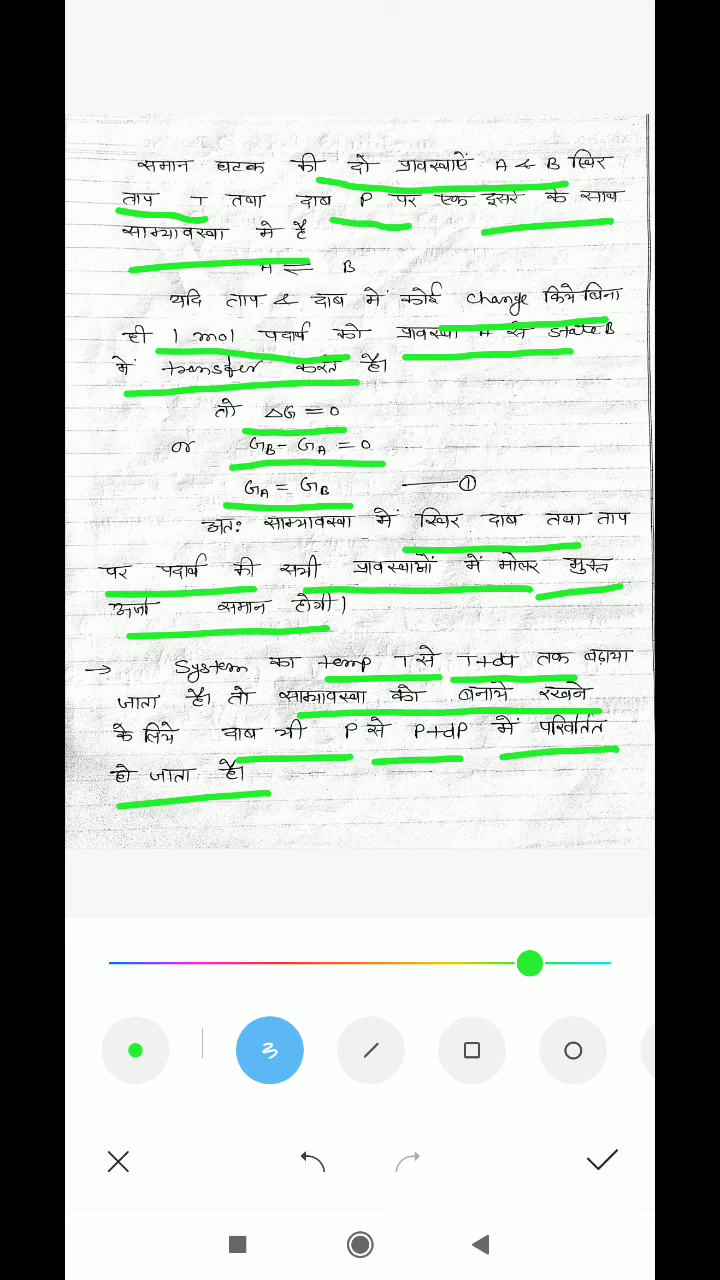 समान घटक की दो प्रावस्थाऐं A & B स्थिर
ताप T तथा दाब P पर एक दूसरे के साथ
साम्यावस्था मे है
A ⇌ B
यदि ताप & दाब में कोई change किये बिना
ही 1 mol पदार्थ को प्रावस्था A से state B
में transfer करते है।
तो ΔG = 0
or G_B - G_A = 0
G_A = G_B ——①
अतः साम्यावस्था में स्थिर दाब तथा ताप
पर पदार्थ की सभी प्रावस्थाओं में मोलर मुक्त
ऊर्जा समान होगी।
→ System का temp T से T+dT तक बढ़ाया
जाता है। तो साम्यावस्था को बनाये रखने
के लिये दाब भी P से P+dP में परिवर्तित
हो जाता है।